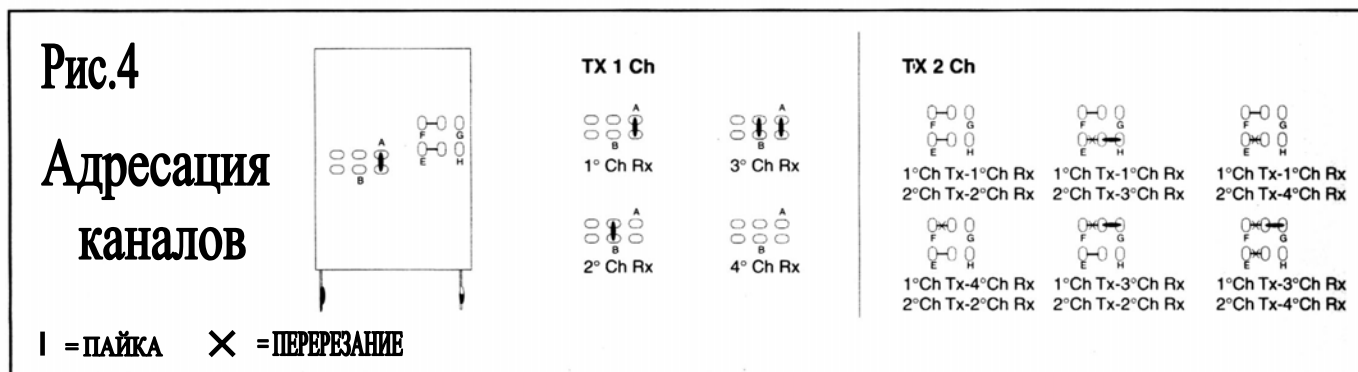 Рис.4
Адресация
каналов
I = ПАЙКА X = ПЕРЕРЕЗАНИЕ
A
B
F G
E H
TX 1 Ch
A
B
1° Ch Rx
A
B
3° Ch Rx
A
B
2° Ch Rx
A
B
4° Ch Rx
TX 2 Ch
F G
E H
1°Ch Tx-1°Ch Rx
2°Ch Tx-2°Ch Rx
F G
E H
1°Ch Tx-1°Ch Rx
2°Ch Tx-3°Ch Rx
F G
E H
1°Ch Tx-1°Ch Rx
2°Ch Tx-4°Ch Rx
F G
E H
1°Ch Tx-4°Ch Rx
2°Ch Tx-2°Ch Rx
F G
E H
1°Ch Tx-3°Ch Rx
2°Ch Tx-2°Ch Rx
F G
E H
1°Ch Tx-3°Ch Rx
2°Ch Tx-4°Ch Rx